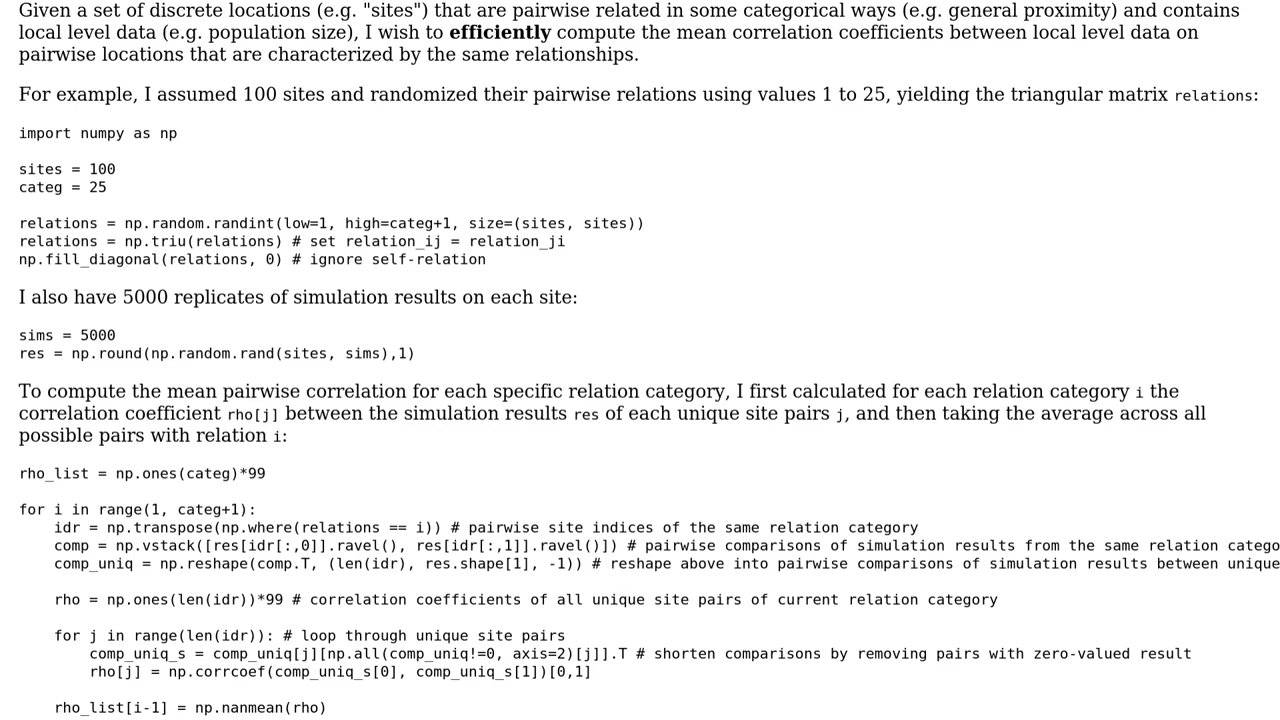 Given a set of discrete locations (e.g. "sites") that are pairwise related in some categorical ways (e.g. general proximity) and contains
local level data (e.g. population size), I wish to efficiently compute the mean correlation coefficients between local level data on
pairwise locations that are characterized by the same relationships.
For example, I assumed 100 sites and randomized their pairwise relations using values 1 to 25, yielding the triangular matrix relations:
import numpy as np
sites = 100
categ = 25
relations = np.random.randint(low=1, high=categ+1, size=(sites, sites))
relations = np.triu(relations) # set relation_ij = relation_ji
np.fill_diagonal(relations, 0) # ignore self-relation
I also have 5000 replicates of simulation results on each site:
sims = 5000
res = np.round(np.random.rand(sites, sims),1)
To compute the mean pairwise correlation for each specific relation category, I first calculated for each relation category i the
correlation coefficient rho[j] between the simulation results res of each unique site pairs j, and then taking the average across all
possible pairs with relation i:
rho_list = np.ones(categ)*99
for i in range(1, categ+1):
    idr = np.transpose(np.where(relations == i)) # pairwise site indices of the same relation category
    comp = np.vstack([res[idr[:,0]].ravel(), res[idr[:,1]].ravel()]) # pairwise comparisons of simulation results from the same relation catego
    comp_uniq = np.reshape(comp.T, (len(idr), res.shape[1], -1)) # reshape above into pairwise comparisons of simulation results between unique
    rho = np.ones(len(idr))*99 # correlation coefficients of all unique site pairs of current relation category
    for j in range(len(idr)): # loop through unique site pairs
        comp_uniq_s = comp_uniq[j][np.all(comp_uniq!=0, axis=2)[j]].T # shorten comparisons by removing pairs with zero-valued result
        rho[j] = np.corrcoef(comp_uniq_s[0], comp_uniq_s[1])[0,1]
    rho_list[i-1] = np.nanmean(rho)